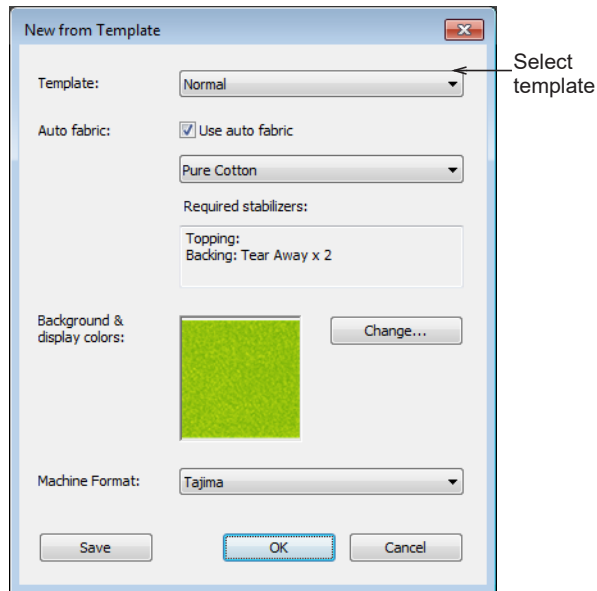 New from Template
Select
template
Template:
Normal
Auto fabric:
Use auto fabric
Pure Cotton
Required stabilizers:
Topping:
Backing: Tear Away x 2
Background &
display colors:
Change...
Machine Format:
Tajima
Save
OK
Cancel